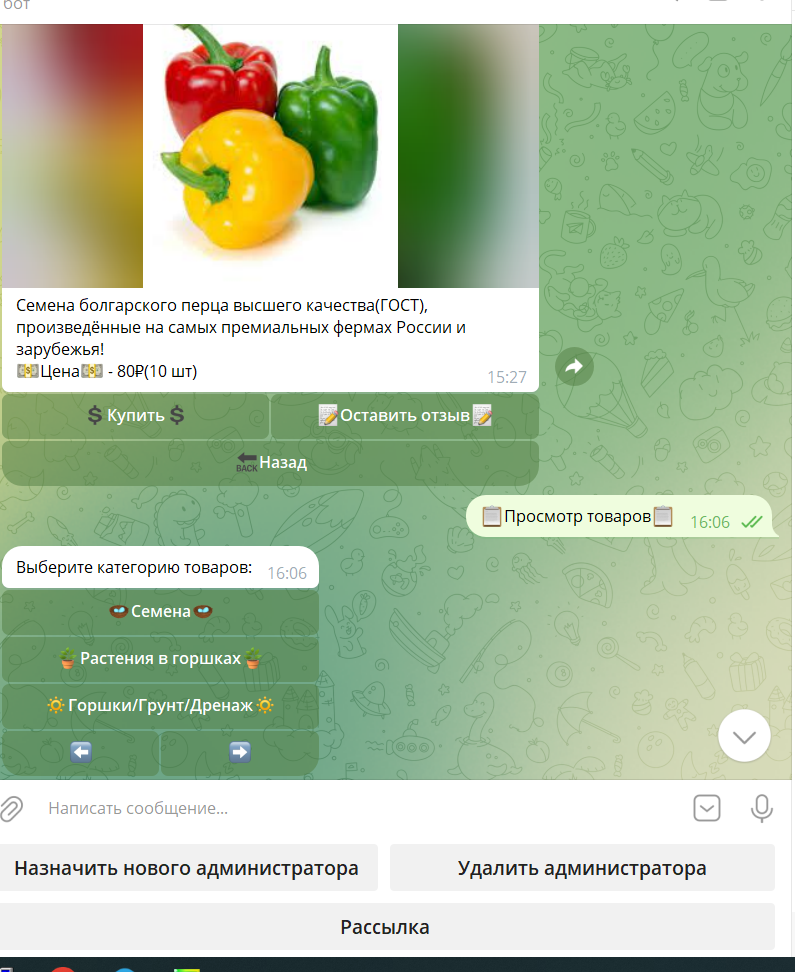 бот
Семена болгарского перца высшего качества(ГОСТ),
произведённые на самых премиальных фермах России и
зарубежья!
💵Цена💵 - 80₽(10 шт)
15:27
💲Купить💲
📝Оставить отзыв📝
🔙Назад
📋Просмотр товаров📋 16:06
Выберите категорию товаров: 16:06
Семена
🪴Растения в горшках🪴
🔅Горшки/Грунт/Дренаж🔅
⬅️ ➡️
Написать сообщение...
Назначить нового администратора
Удалить администратора
Рассылка